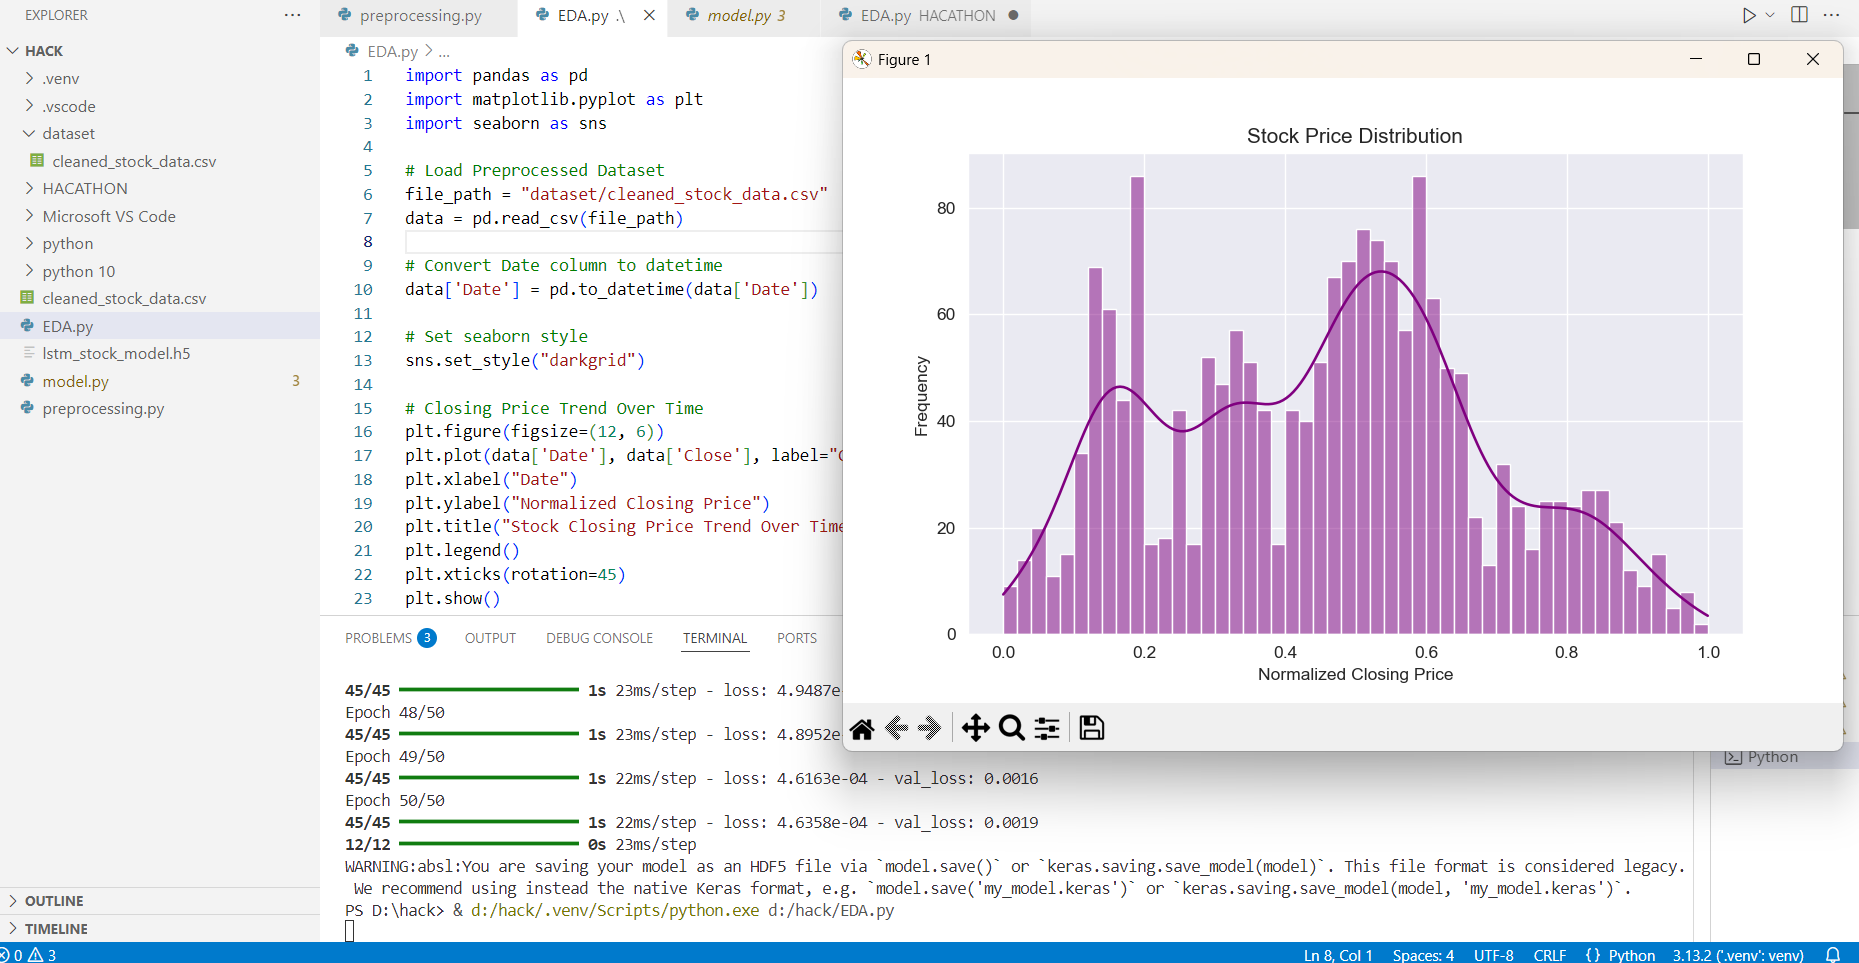 EXPLORER
HACK
.venv
.vscode
dataset
cleaned_stock_data.csv
HACATHON
Microsoft VS Code
python
python 10
cleaned_stock_data.csv
EDA.py
lstm_stock_model.h5
model.py 3
preprocessing.py
OUTLINE
TIMELINE
preprocessing.py
EDA.py .\
model.py 3
EDA.py HACATHON
EDA.py > ...
1 import pandas as pd
2 import matplotlib.pyplot as plt
3 import seaborn as sns
4
5 # Load Preprocessed Dataset
6 file_path = "dataset/cleaned_stock_data.csv"
7 data = pd.read_csv(file_path)
8
9 # Convert Date column to datetime
10 data['Date'] = pd.to_datetime(data['Date'])
11
12 # Set seaborn style
13 sns.set_style("darkgrid")
14
15 # Closing Price Trend Over Time
16 plt.figure(figsize=(12, 6))
17 plt.plot(data['Date'], data['Close'], label="
18 plt.xlabel("Date")
19 plt.ylabel("Normalized Closing Price")
20 plt.title("Stock Closing Price Trend Over Time
21 plt.legend()
22 plt.xticks(rotation=45)
23 plt.show()
Figure 1
Stock Price Distribution
80
60
40
20
0
Frequency
0.0 0.2 0.4 0.6 0.8 1.0
Normalized Closing Price
PROBLEMS 3 OUTPUT DEBUG CONSOLE TERMINAL PORTS
45/45 1s 23ms/step - loss: 4.9487e
Epoch 48/50
45/45 1s 23ms/step - loss: 4.8952e
Epoch 49/50
45/45 1s 22ms/step - loss: 4.6163e-04 - val_loss: 0.0016
Epoch 50/50
45/45 1s 22ms/step - loss: 4.6358e-04 - val_loss: 0.0019
12/12 0s 23ms/step
WARNING:absl:You are saving your model as an HDF5 file via `model.save()` or `keras.saving.save_model(model)`. This file format is considered legacy.
We recommend using instead the native Keras format, e.g. `model.save('my_model.keras')` or `keras.saving.save_model(model, 'my_model.keras')`.
PS D:\hack> & d:/hack/.venv/Scripts/python.exe d:/hack/EDA.py
Python
0 3
Ln 8, Col 1 Spaces: 4 UTF-8 CRLF {} Python 3.13.2 ('.venv': venv)